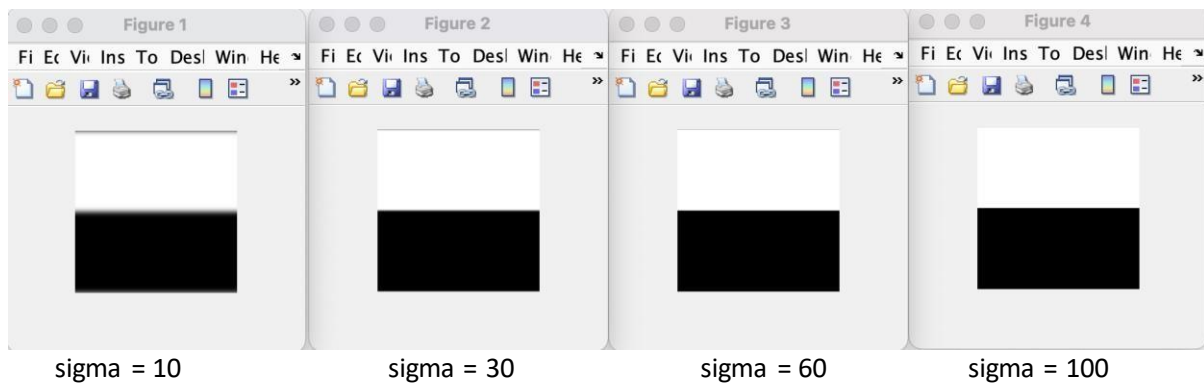 Figure 1
Fi Ec Vi Ins To Desl Win He
Figure 2
Fi Ec Vi Ins To Desl Win He
Figure 3
Fi Ec Vi Ins To Desl Win He
Figure 4
Fi Ec Vi Ins To Desl Win He
sigma = 10
sigma = 30
sigma = 60
sigma = 100